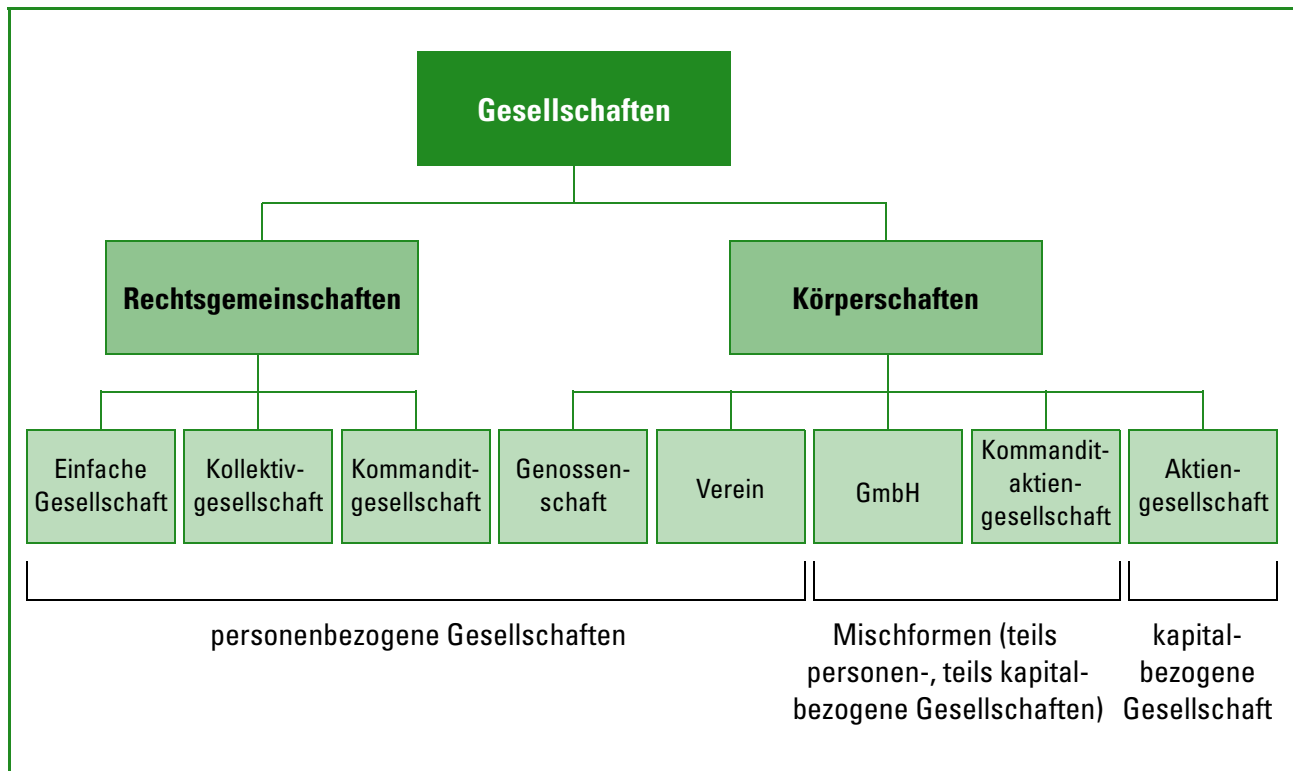 Gesellschaften
Rechtsgemeinschaften
Körperschaften
Einfache
Gesellschaft
Kollektiv-
gesellschaft
Kommandit-
gesellschaft
Genossen-
schaft
Verein
GmbH
Kommandit-
aktien-
gesellschaft
Aktien-
gesellschaft
personenbezogene Gesellschaften
Mischformen (teils
personen-, teils kapital-
bezogene Gesellschaften)
kapital-
bezogene
Gesellschaft